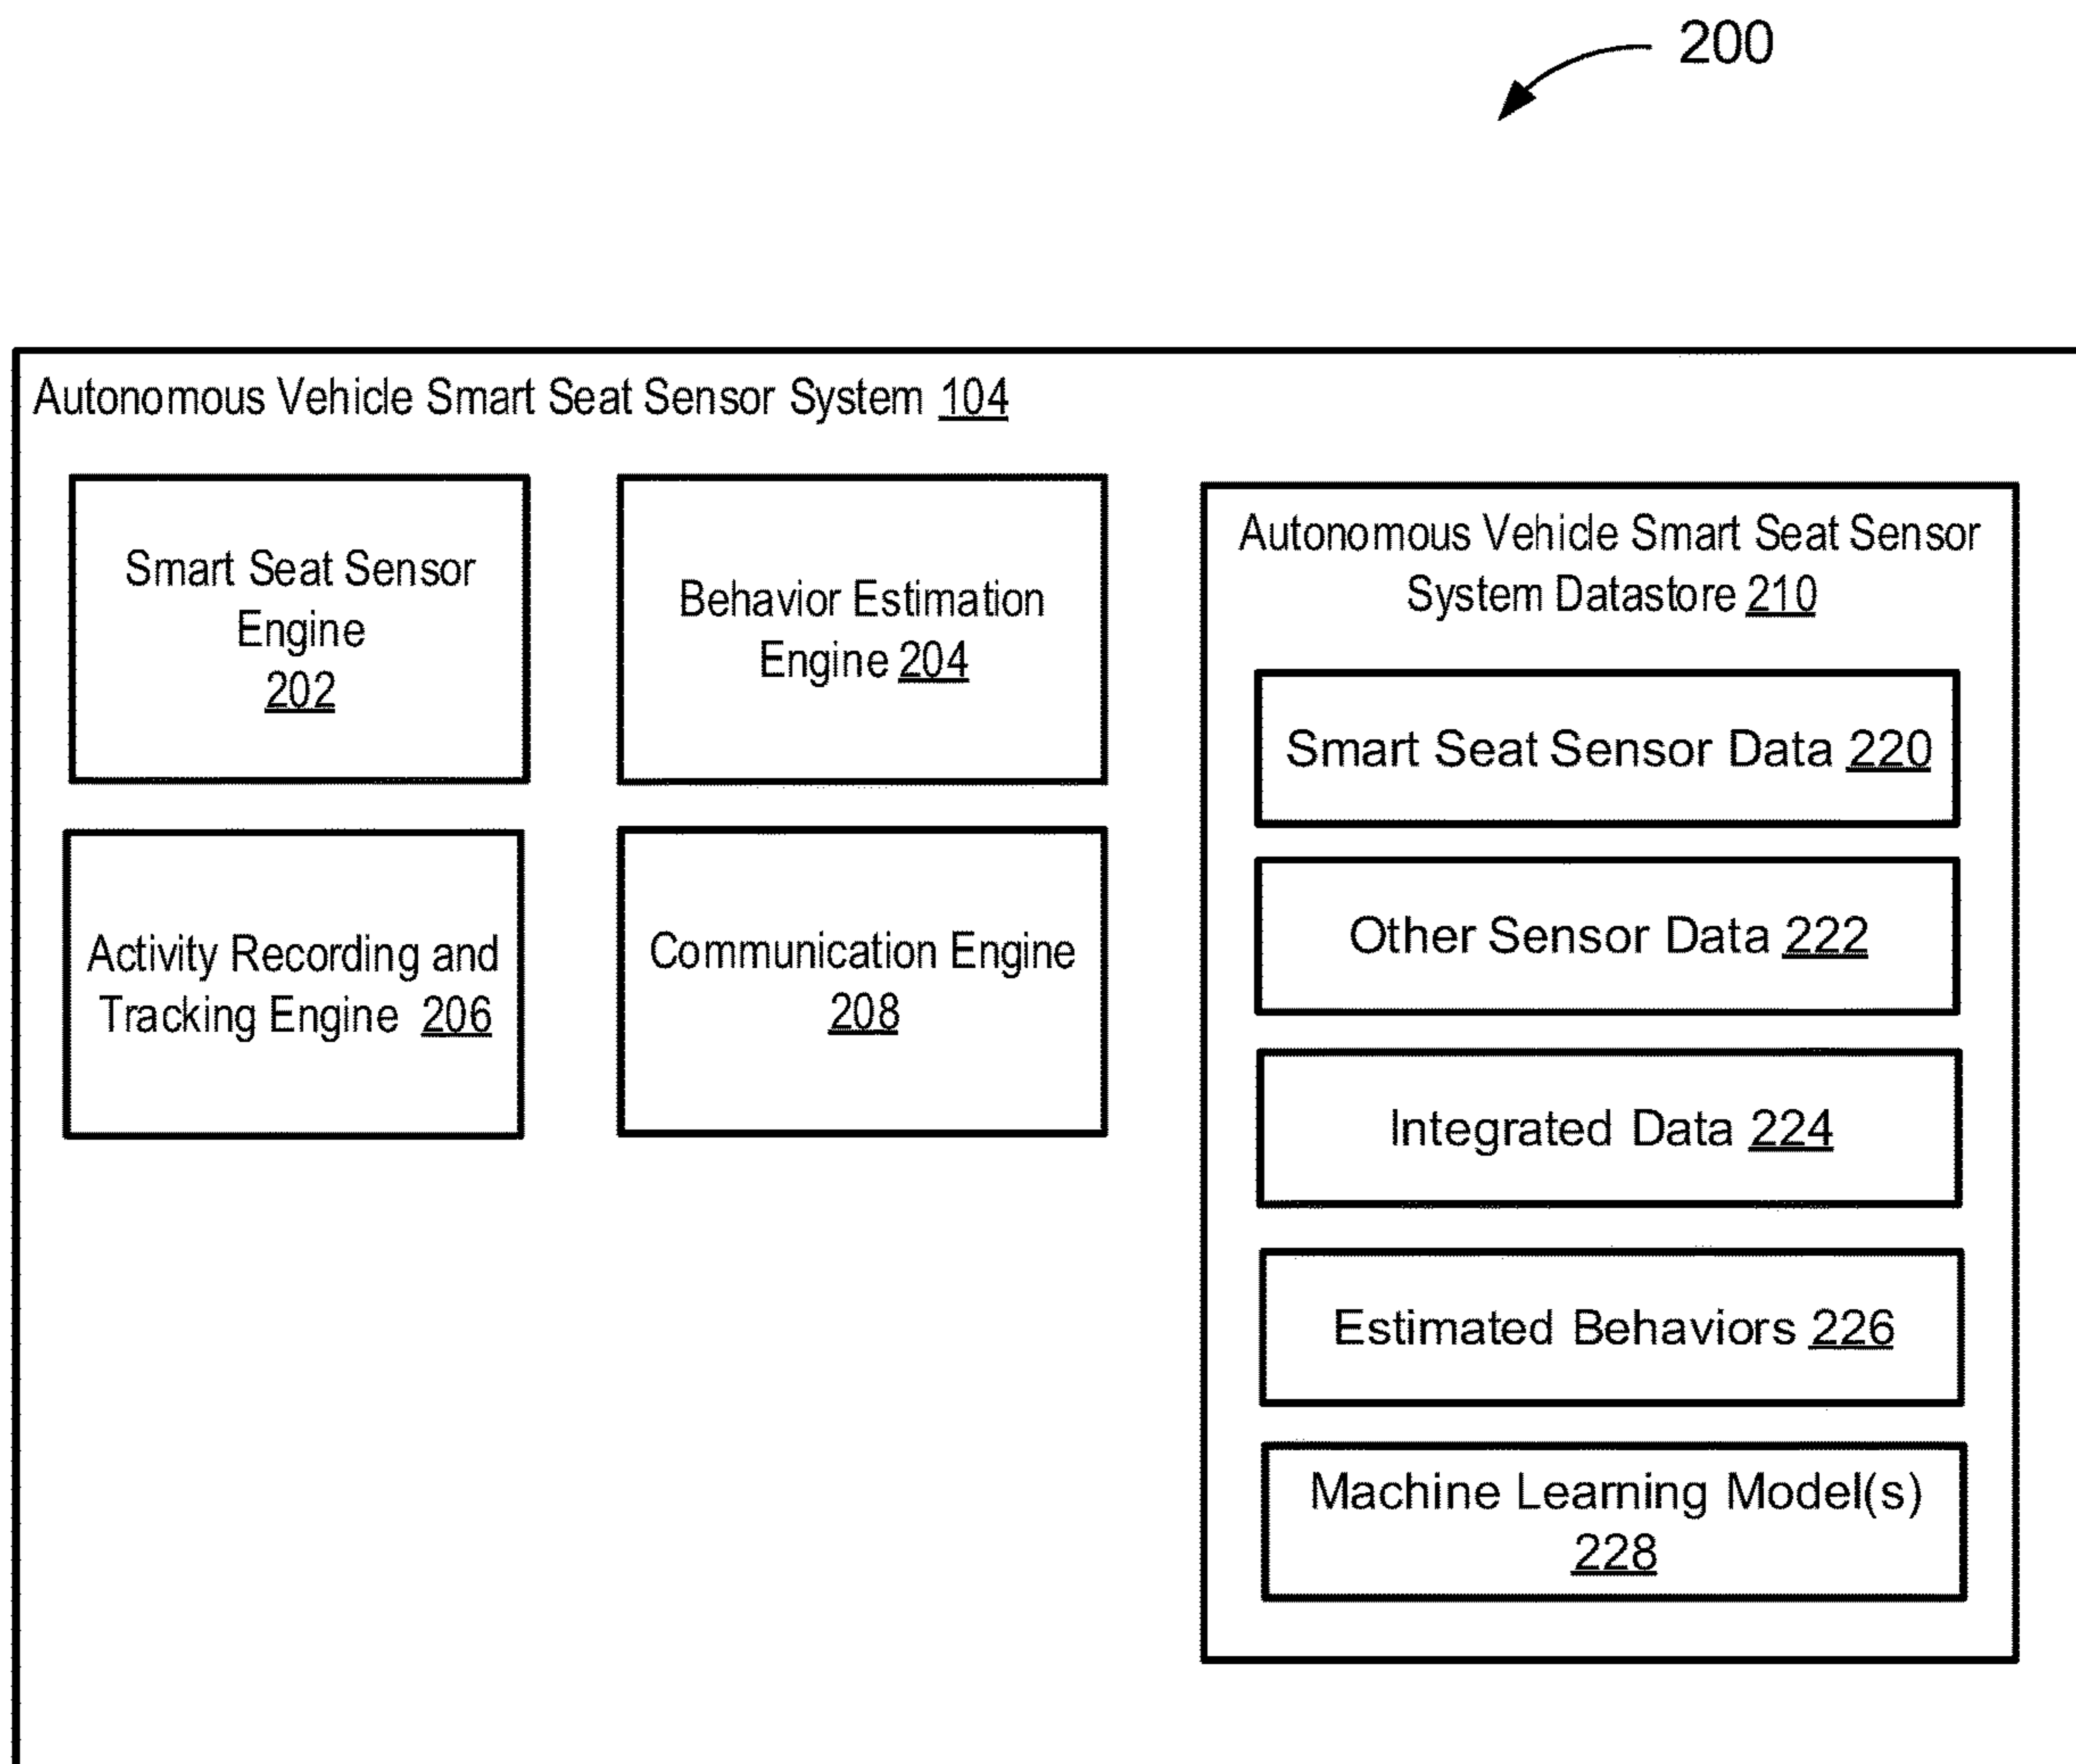 200
Autonomous Vehicle Smart Seat Sensor System 104
Smart Seat Sensor
Engine
202
Behavior Estimation
Engine 204
Activity Recording and
Tracking Engine 206
Communication Engine
208
Autonomous Vehicle Smart Seat Sensor
System Datastore 210
Smart Seat Sensor Data 220
Other Sensor Data 222
Integrated Data 224
Estimated Behaviors 226
Machine Learning Model(s)
228